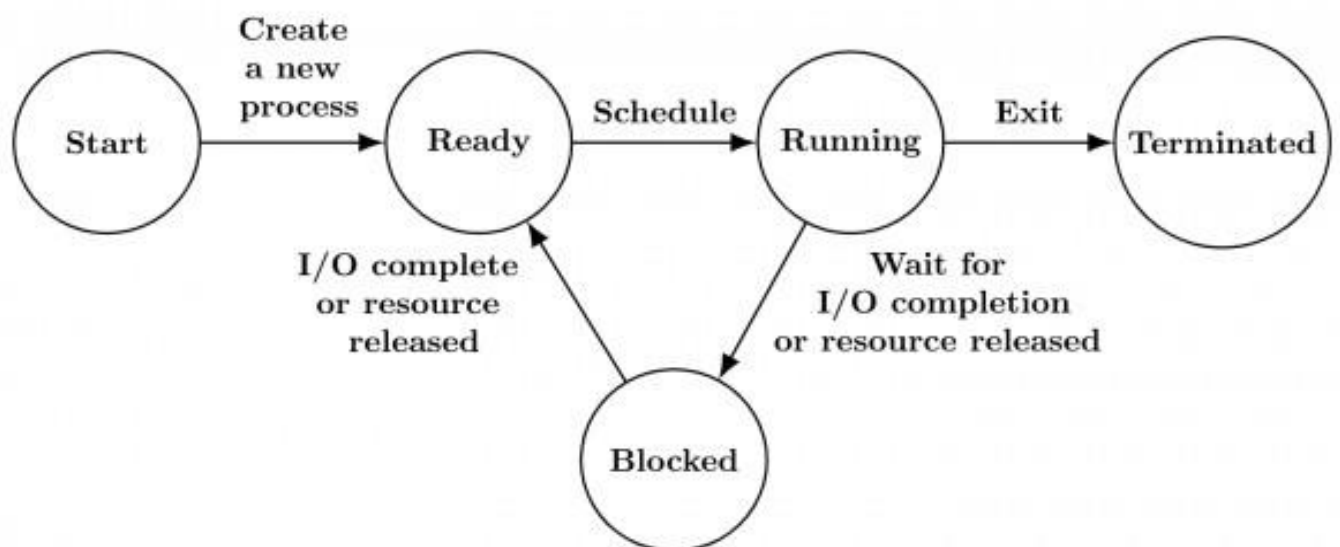 Create
a new
process
Start
Ready
Schedule
Running
Exit
Terminated
I/O complete
or resource
released
Wait for
I/O completion
or resource released
Blocked